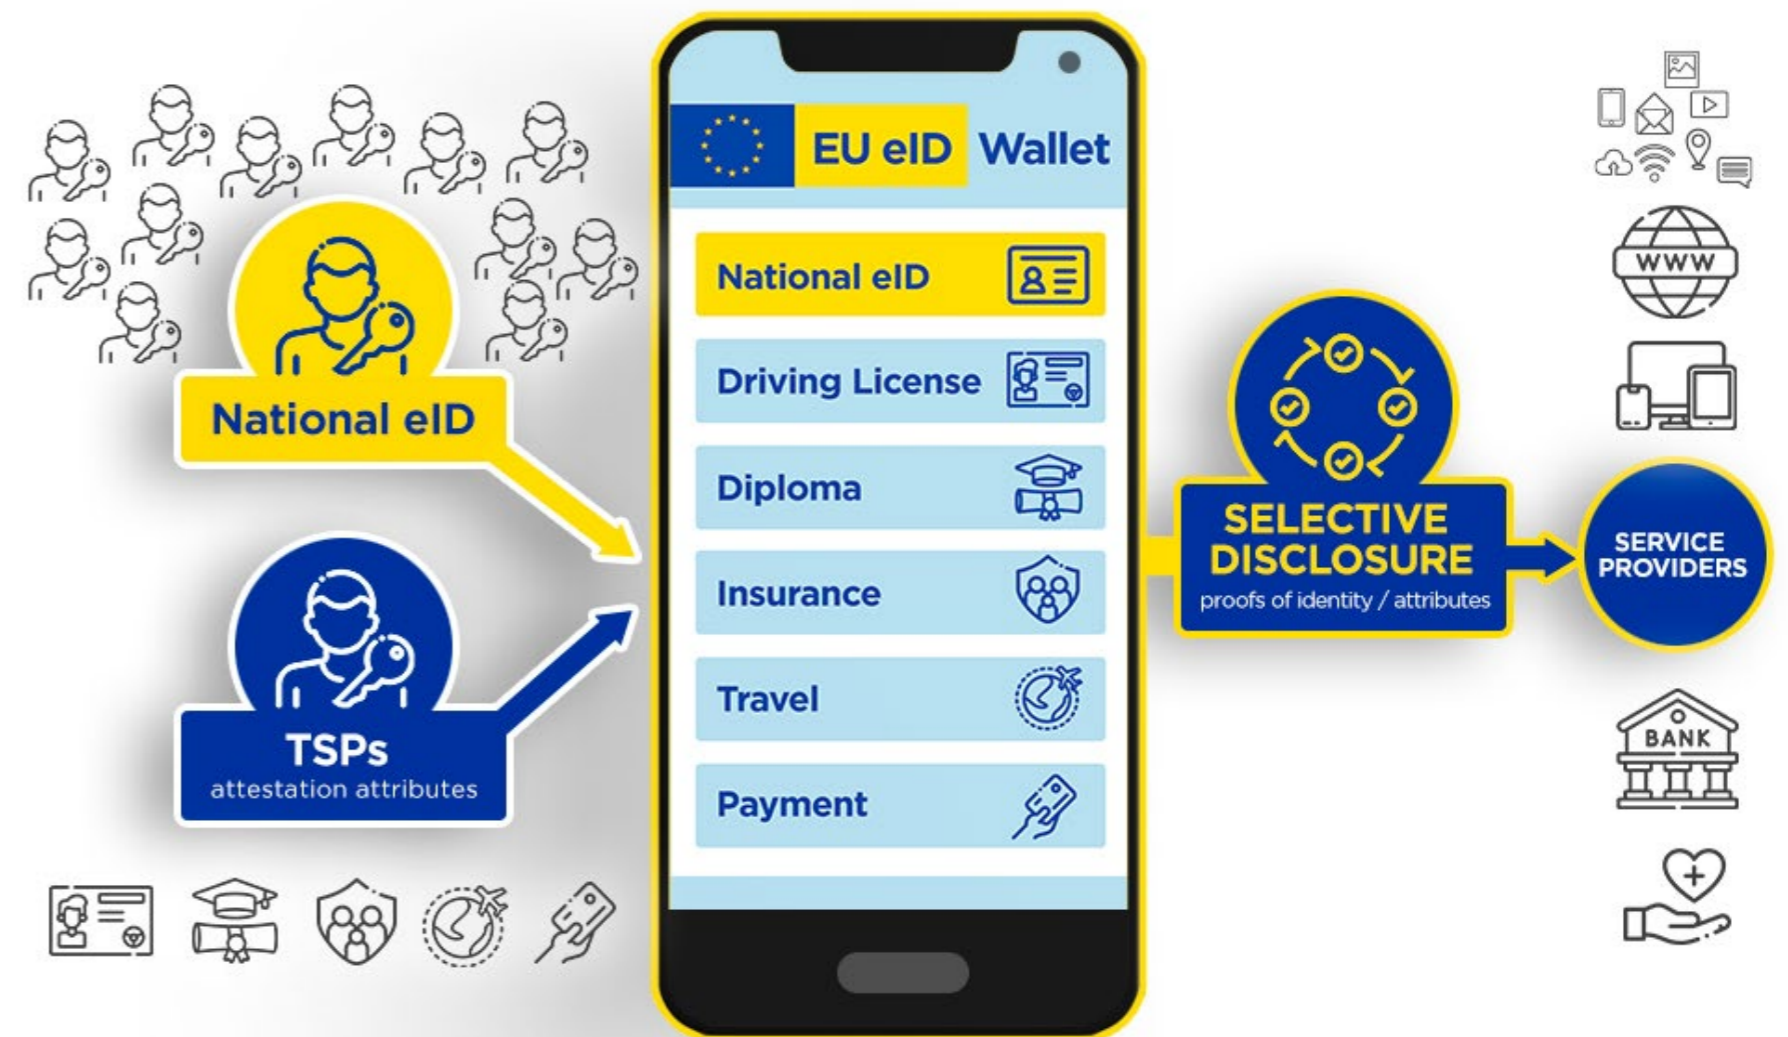 EU eID Wallet
National eID
Driving License
Diploma
Insurance
Travel
Payment
National eID
TSPs
attestation attributes
SELECTIVE
DISCLOSURE
proofs of identity / attributes
WWW
SERVICE
PROVIDERS
BANK